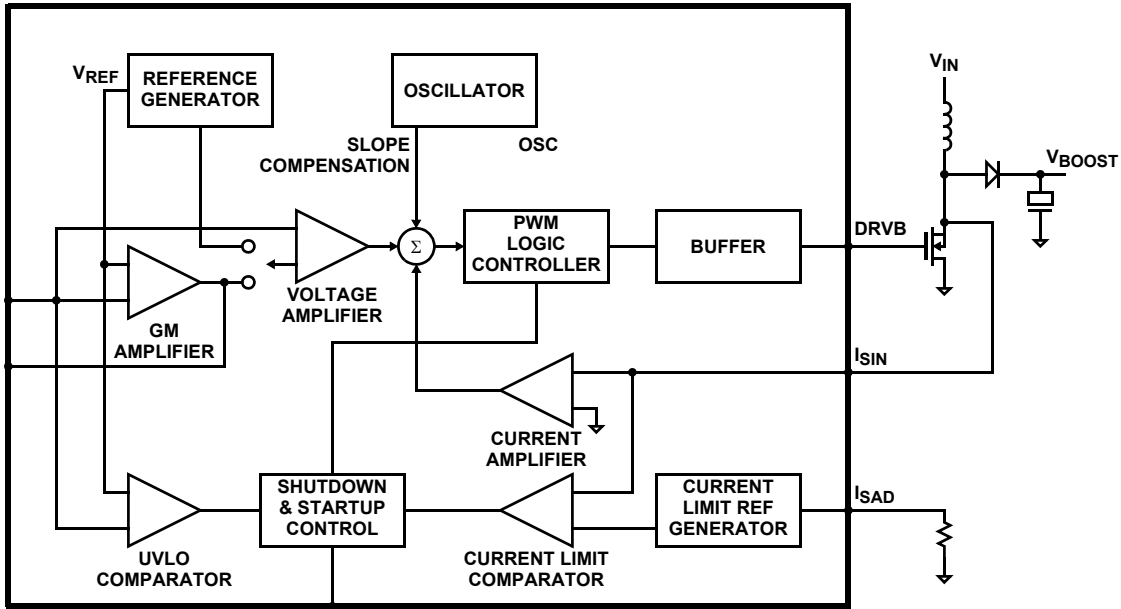 VREF
REFERENCE
GENERATOR
OSCILLATOR
VIN
SLOPE
COMPENSATION
OSC
VBOOST
Σ
PWM
LOGIC
CONTROLLER
BUFFER
DRVB
VOLTAGE
AMPLIFIER
GM
AMPLIFIER
ISIN
CURRENT
AMPLIFIER
SHUTDOWN
& STARTUP
CONTROL
CURRENT
LIMIT REF
GENERATOR
ISAD
UVLO
COMPARATOR
CURRENT LIMIT
COMPARATOR